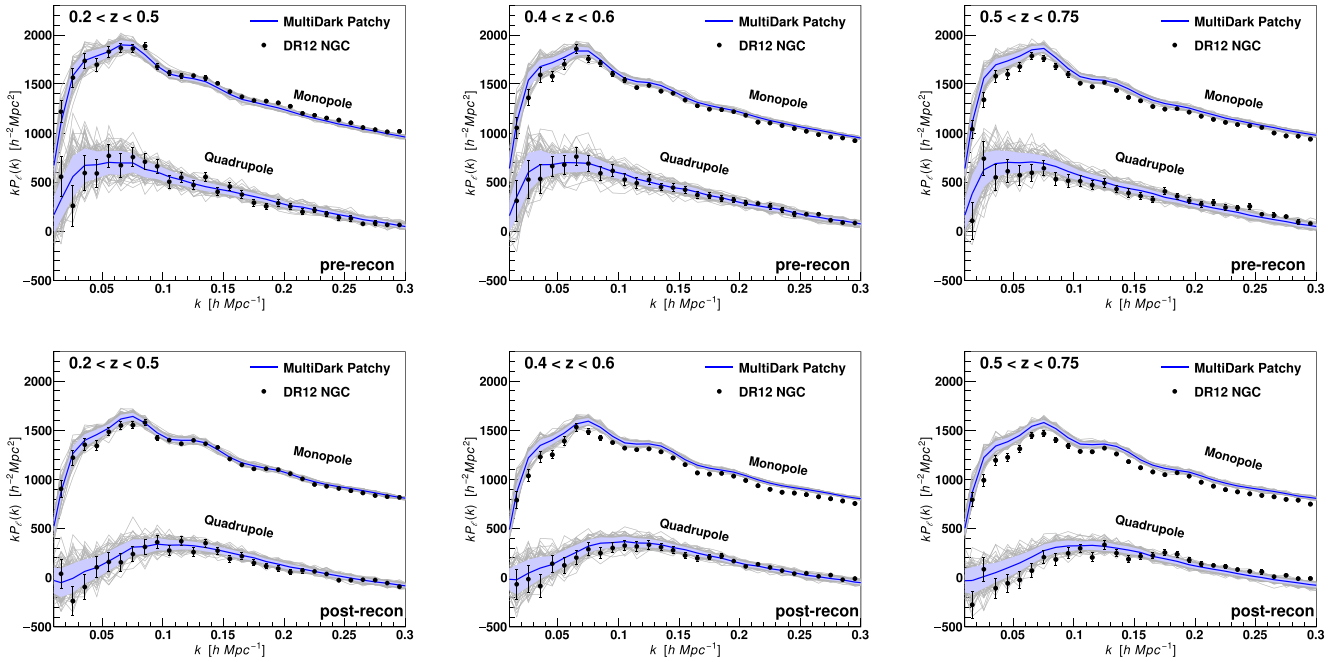 0.2 < z < 0.5
MultiDark Patchy
DR12 NGC
Monopole
Quadrupole
pre-recon
kPℓ(k) [h⁻²Mpc²]
2000
1500
1000
500
0
−500
0.05 0.1 0.15 0.2 0.25 0.3
k [h Mpc⁻¹]
0.4 < z < 0.6
MultiDark Patchy
DR12 NGC
Monopole
Quadrupole
pre-recon
kPℓ(k) [h⁻²Mpc²]
2000
1500
1000
500
0
−500
0.05 0.1 0.15 0.2 0.25 0.3
k [h Mpc⁻¹]
0.5 < z < 0.75
MultiDark Patchy
DR12 NGC
Monopole
Quadrupole
pre-recon
kPℓ(k) [h⁻²Mpc²]
2000
1500
1000
500
0
−500
0.05 0.1 0.15 0.2 0.25 0.3
k [h Mpc⁻¹]
0.2 < z < 0.5
MultiDark Patchy
DR12 NGC
Monopole
Quadrupole
post-recon
kPℓ(k) [h⁻²Mpc²]
2000
1500
1000
500
0
−500
0.05 0.1 0.15 0.2 0.25 0.3
k [h Mpc⁻¹]
0.4 < z < 0.6
MultiDark Patchy
DR12 NGC
Monopole
Quadrupole
post-recon
kPℓ(k) [h⁻²Mpc²]
2000
1500
1000
500
0
−500
0.05 0.1 0.15 0.2 0.25 0.3
k [h Mpc⁻¹]
0.5 < z < 0.75
MultiDark Patchy
DR12 NGC
Monopole
Quadrupole
post-recon
kPℓ(k) [h⁻²Mpc²]
2000
1500
1000
500
0
−500
0.05 0.1 0.15 0.2 0.25 0.3
k [h Mpc⁻¹]